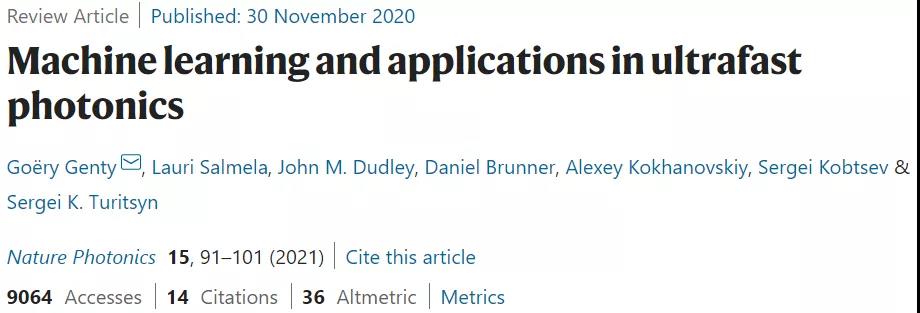 Review Article | Published: 30 November 2020
Machine learning and applications in ultrafast
photonics
Goëry Genty, Lauri Salmela, John M. Dudley, Daniel Brunner, Alexey Kokhanovskiy, Sergei Kobtsev &
Sergei K. Turitsyn
Nature Photonics 15, 91–101 (2021) | Cite this article
9064 Accesses | 14 Citations | 36 Altmetric | Metrics